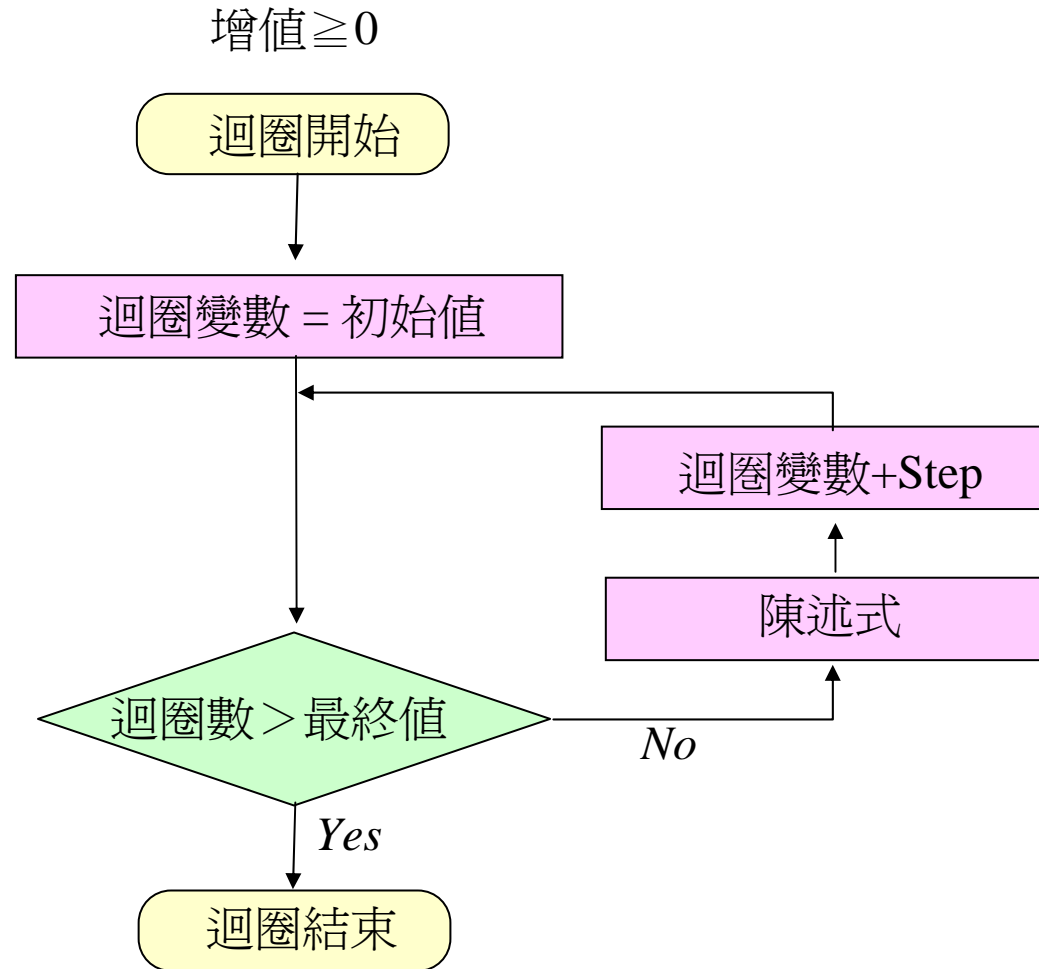 增值≧0
迴圈開始
迴圈變數 = 初始值
迴圈變數+Step
陳述式
迴圈數＞最終值
No
Yes
迴圈結束